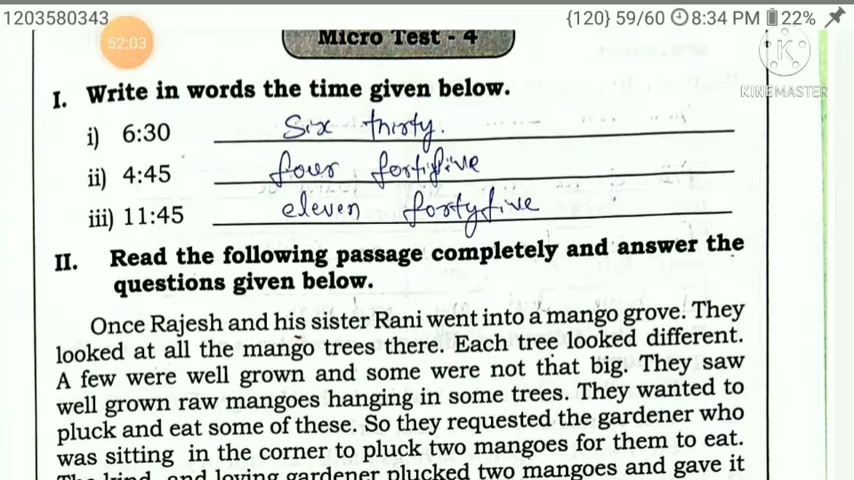 1203580343 {120} 59/60 8:34 PM 22%
52:03
Micro Test - 4
K
KINEMASTER
I. Write in words the time given below.
i) 6:30 Six thirty.
ii) 4:45 four fortifive
iii) 11:45 eleven fortyfive
II. Read the following passage completely and answer the
questions given below.
Once Rajesh and his sister Rani went into a mango grove. They
looked at all the mango trees there. Each tree looked different.
A few were well grown and some were not that big. They saw
well grown raw mangoes hanging in some trees. They wanted to
pluck and eat some of these. So they requested the gardener who
was sitting in the corner to pluck two mangoes for them to eat.
The kind and loving gardener plucked two mangoes and gave it